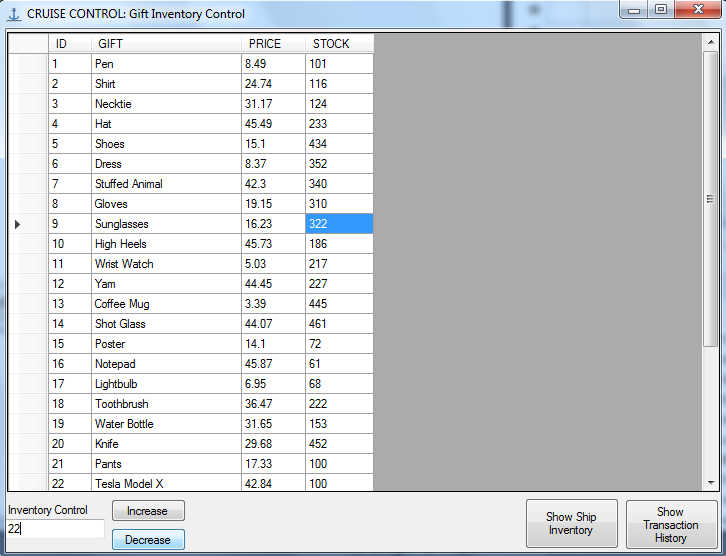 CRUISE CONTROL: Gift Inventory Control
ID GIFT PRICE STOCK
1 Pen 8.49 101
2 Shirt 24.74 116
3 Necktie 31.17 124
4 Hat 45.49 233
5 Shoes 15.1 434
6 Dress 8.37 352
7 Stuffed Animal 42.3 340
8 Gloves 19.15 310
9 Sunglasses 16.23 322
10 High Heels 45.73 186
11 Wrist Watch 5.03 217
12 Yam 44.45 227
13 Coffee Mug 3.39 445
14 Shot Glass 44.07 461
15 Poster 14.1 72
16 Notepad 45.87 61
17 Lightbulb 6.95 68
18 Toothbrush 36.47 222
19 Water Bottle 31.65 153
20 Knife 29.68 452
21 Pants 17.33 100
22 Tesla Model X 42.84 100
Inventory Control
22
Increase
Decrease
Show Ship
Inventory
Show
Transaction
History